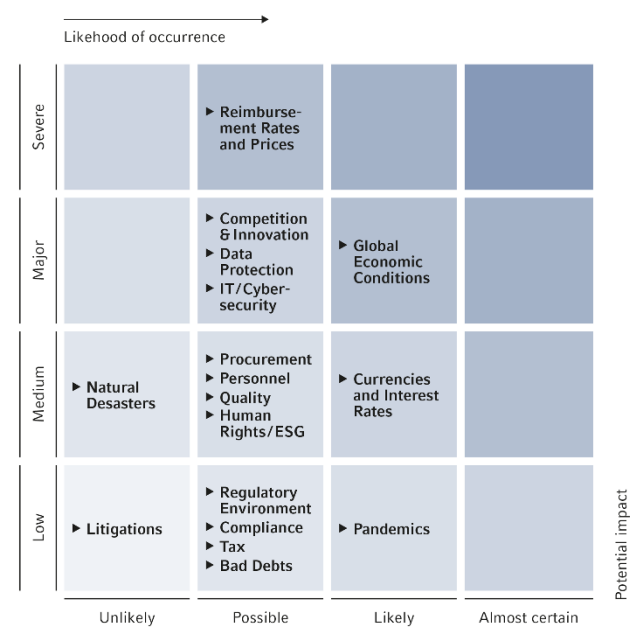 Likehood of occurrence
Severe
▶ Reimburse-
ment Rates
and Prices
Major
▶ Competition
& Innovation
▶ Data
Protection
▶ IT/Cyber-
security
▶ Global
Economic
Conditions
Medium
▶ Natural
Desasters
▶ Procurement
▶ Personnel
▶ Quality
▶ Human
Rights/ESG
▶ Currencies
and Interest
Rates
Low
▶ Litigations
▶ Regulatory
Environment
▶ Compliance
▶ Tax
▶ Bad Debts
▶ Pandemics
Potential impact
Unlikely
Possible
Likely
Almost certain